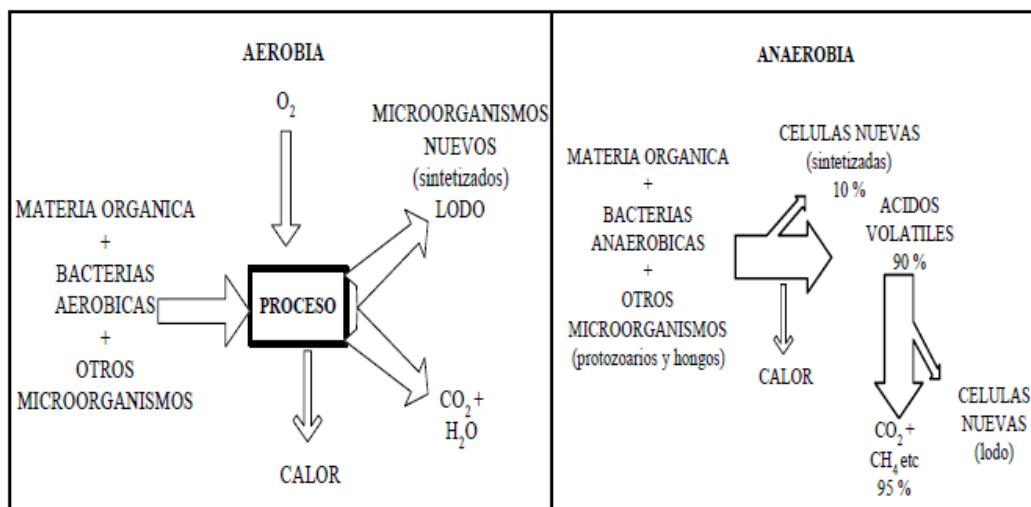 AEROBIA
O₂
MICROORGANISMOS
NUEVOS
(sintetizados)
LODO
MATERIA ORGANICA
+
BACTERIAS
AEROBICAS
+
OTROS
MICROORGANISMOS
PROCESO
CO₂ +
H₂O
CALOR
ANAEROBIA
CELULAS NUEVAS
(sintetizadas)
10 %
MATERIA ORGANICA
+
BACTERIAS
ANAEROBICAS
+
OTROS
MICROORGANISMOS
(protozoarios y hongos)
ACIDOS
VOLATILES
90 %
CALOR
CELULAS
NUEVAS
(lodo)
CO₂ +
CH₄ etc
95 %